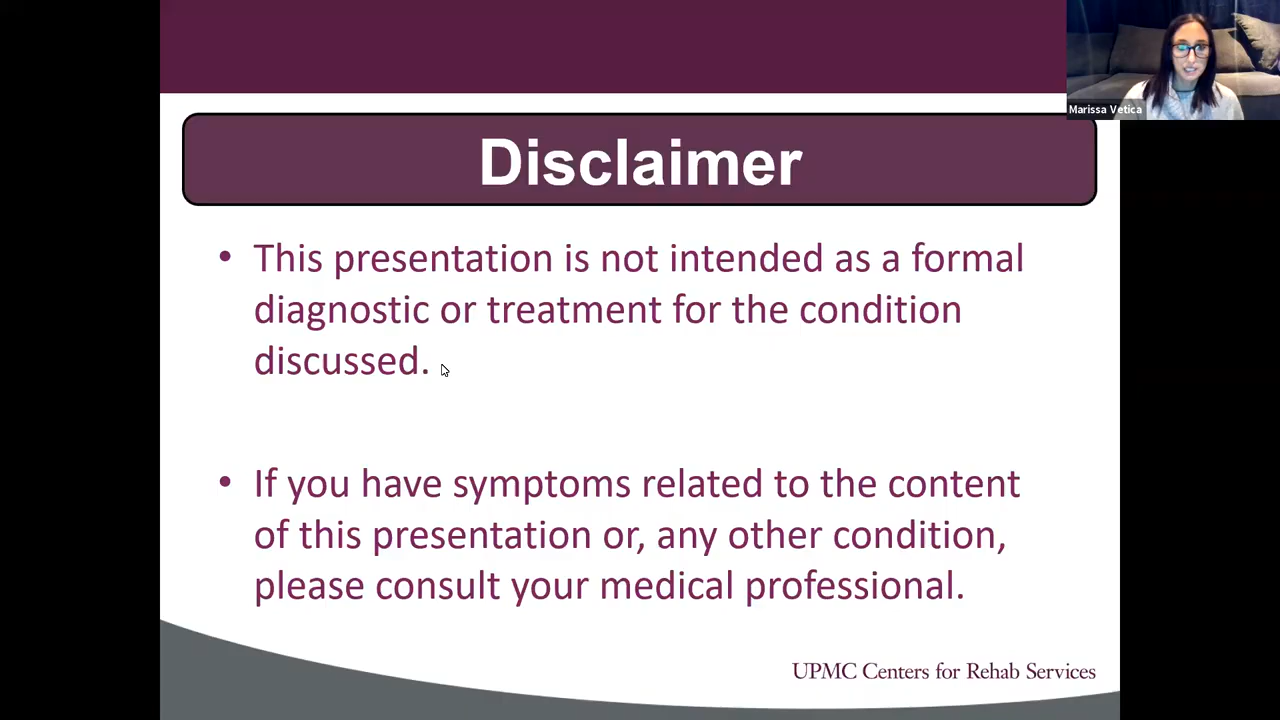 Marissa Vetica
Disclaimer
• This presentation is not intended as a formal
diagnostic or treatment for the condition
discussed.
• If you have symptoms related to the content
of this presentation or, any other condition,
please consult your medical professional.
UPMC Centers for Rehab Services